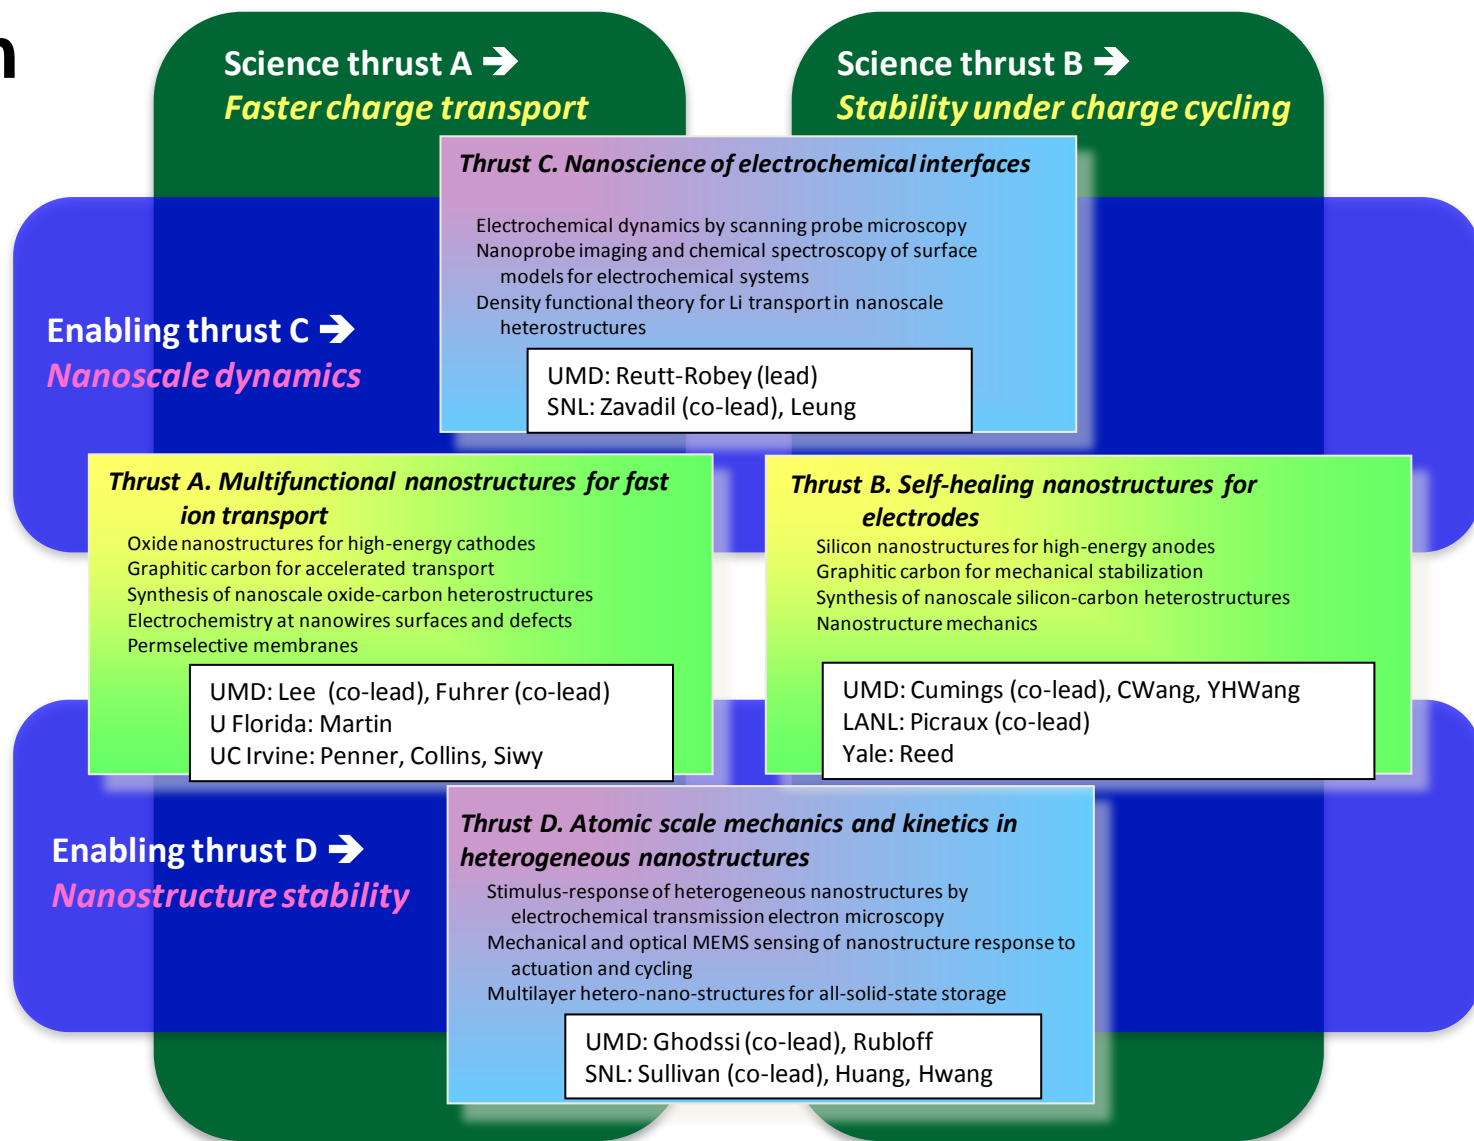 n
Science thrust A ➔
Faster charge transport
Science thrust B ➔
Stability under charge cycling
Thrust C. Nanoscience of electrochemical interfaces
Electrochemical dynamics by scanning probe microscopy
Nanoprobe imaging and chemical spectroscopy of surface
models for electrochemical systems
Density functional theory for Li transport in nanoscale
heterostructures
UMD: Reutt-Robey (lead)
SNL: Zavadil (co-lead), Leung
Enabling thrust C ➔
Nanoscale dynamics
Thrust A. Multifunctional nanostructures for fast
ion transport
Oxide nanostructures for high-energy cathodes
Graphitic carbon for accelerated transport
Synthesis of nanoscale oxide-carbon heterostructures
Electrochemistry at nanowires surfaces and defects
Permselective membranes
UMD: Lee (co-lead), Fuhrer (co-lead)
U Florida: Martin
UC Irvine: Penner, Collins, Siwy
Thrust B. Self-healing nanostructures for
electrodes
Silicon nanostructures for high-energy anodes
Graphitic carbon for mechanical stabilization
Synthesis of nanoscale silicon-carbon heterostructures
Nanostructure mechanics
UMD: Cumings (co-lead), CWang, YHWang
LANL: Picraux (co-lead)
Yale: Reed
Enabling thrust D ➔
Nanostructure stability
Thrust D. Atomic scale mechanics and kinetics in
heterogeneous nanostructures
Stimulus-response of heterogeneous nanostructures by
electrochemical transmission electron microscopy
Mechanical and optical MEMS sensing of nanostructure response to
actuation and cycling
Multilayer hetero-nano-structures for all-solid-state storage
UMD: Ghodssi (co-lead), Rubloff
SNL: Sullivan (co-lead), Huang, Hwang